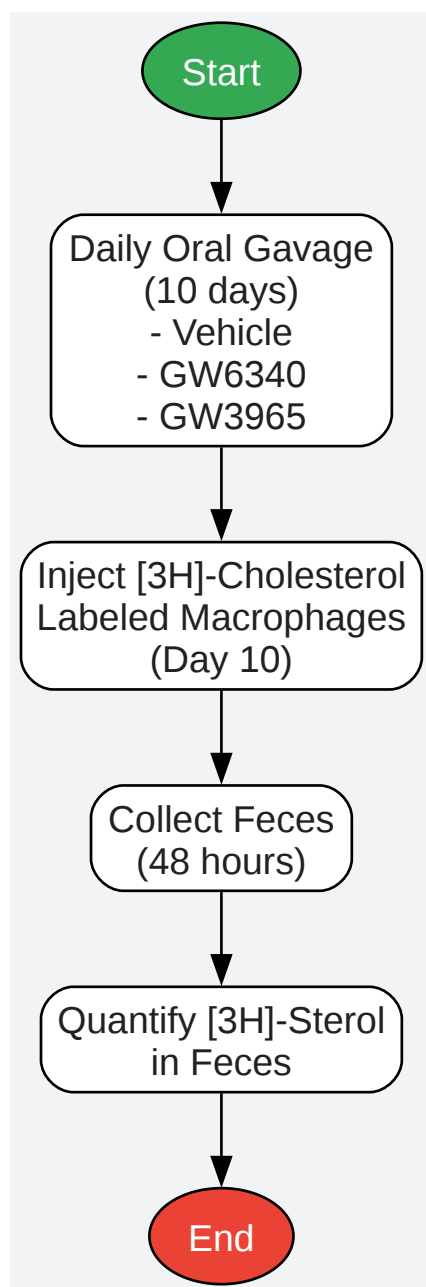 Start
Daily Oral Gavage
(10 days)
- Vehicle
- GW6340
- GW3965
Inject [3H]-Cholesterol
Labeled Macrophages
(Day 10)
Collect Feces
(48 hours)
Quantify [3H]-Sterol
in Feces
End